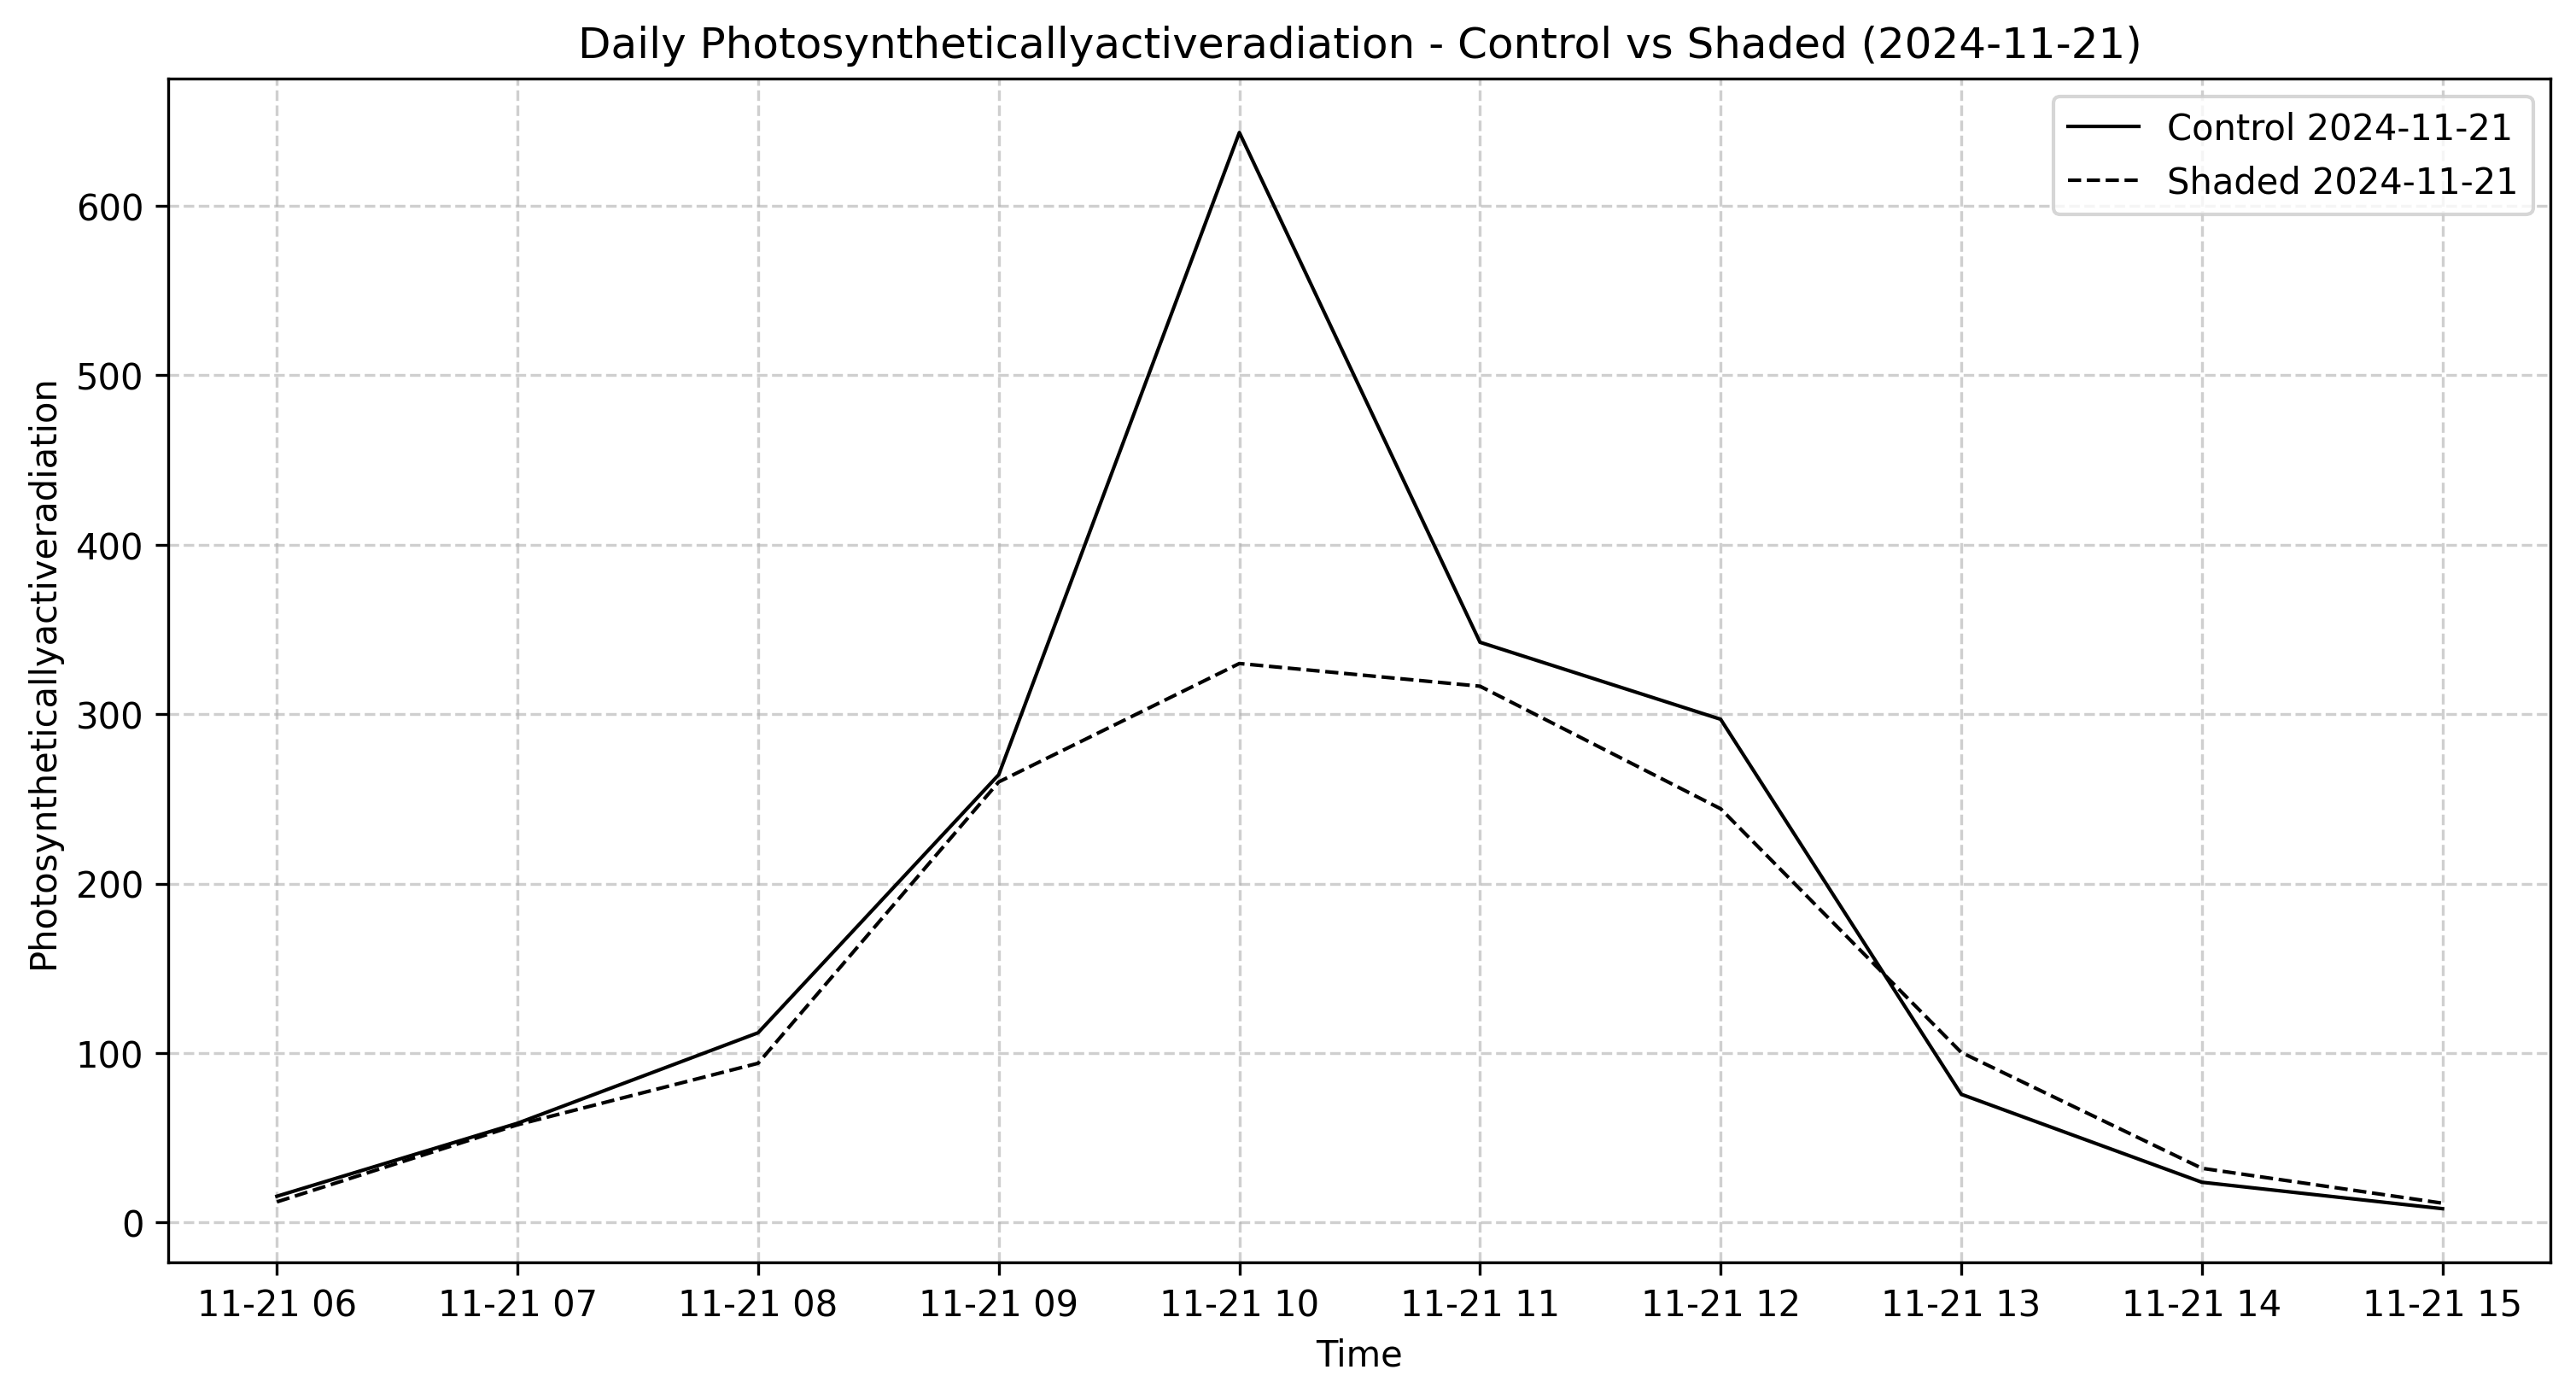 Daily Photosyntheticallyactiveradiation - Control vs Shaded (2024-11-21)
Control 2024-11-21
Shaded 2024-11-21
Photosyntheticallyactiveradiation
600
500
400
300
200
100
0
11-21 06 11-21 07 11-21 08 11-21 09 11-21 10 11-21 11 11-21 12 11-21 13 11-21 14 11-21 15
Time